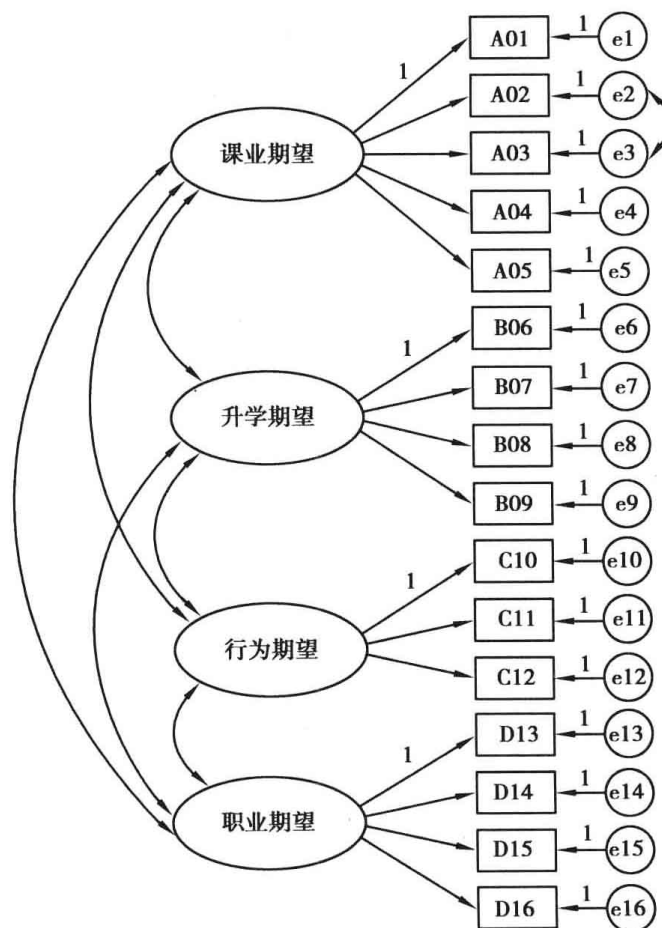 A01 1 e1
1
A02 1 e2
课业期望
A03 1 e3
A04 1 e4
A05 1 e5
B06 1 e6
1
B07 1 e7
升学期望
B08 1 e8
B09 1 e9
C10 1 e10
1
C11 1 e11
行为期望
C12 1 e12
D13 1 e13
1
D14 1 e14
职业期望
D15 1 e15
D16 1 e16